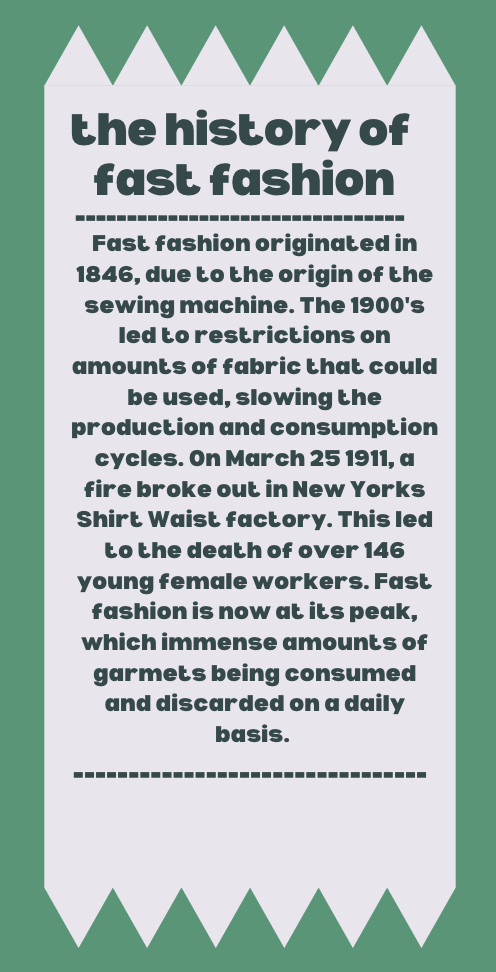 the history of
fast fashion
Fast fashion originated in
1846, due to the origin of the
sewing machine. The 1900's
led to restrictions on
amounts of fabric that could
be used, slowing the
production and consumption
cycles. On March 25 1911, a
fire broke out in New Yorks
Shirt Waist factory. This led
to the death of over 146
young female workers. Fast
fashion is now at its peak,
which immense amounts of
garmets being consumed
and discarded on a daily
basis.